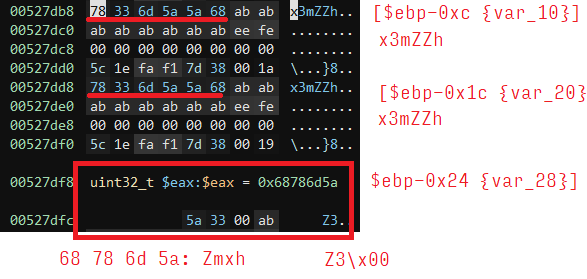 00527db8 78 33 6d 5a 5a 68 ab ab x3mZZh.. [$ebp-0xc {var_10}]
00527dc0 ab ab ab ab ab ab ee fe ........ x3mZZh
00527dc8 00 00 00 00 00 00 00 00 ........
00527dd0 5c 1e fa f1 7d 38 00 1a \...}8..
00527dd8 78 33 6d 5a 5a 68 ab ab x3mZZh.. [$ebp-0x1c {var_20}
00527de0 ab ab ab ab ab ab ee fe ........ x3mZZh
00527de8 00 00 00 00 00 00 00 00 ........
00527df0 5c 1e fa f1 7d 38 00 19 \...}8..
00527df8 uint32_t $eax:$eax = 0x68786d5a $ebp-0x24 {var_28}]
00527dfc 5a 33 00 ab Z3..
68 78 6d 5a: Zmxh Z3\x00